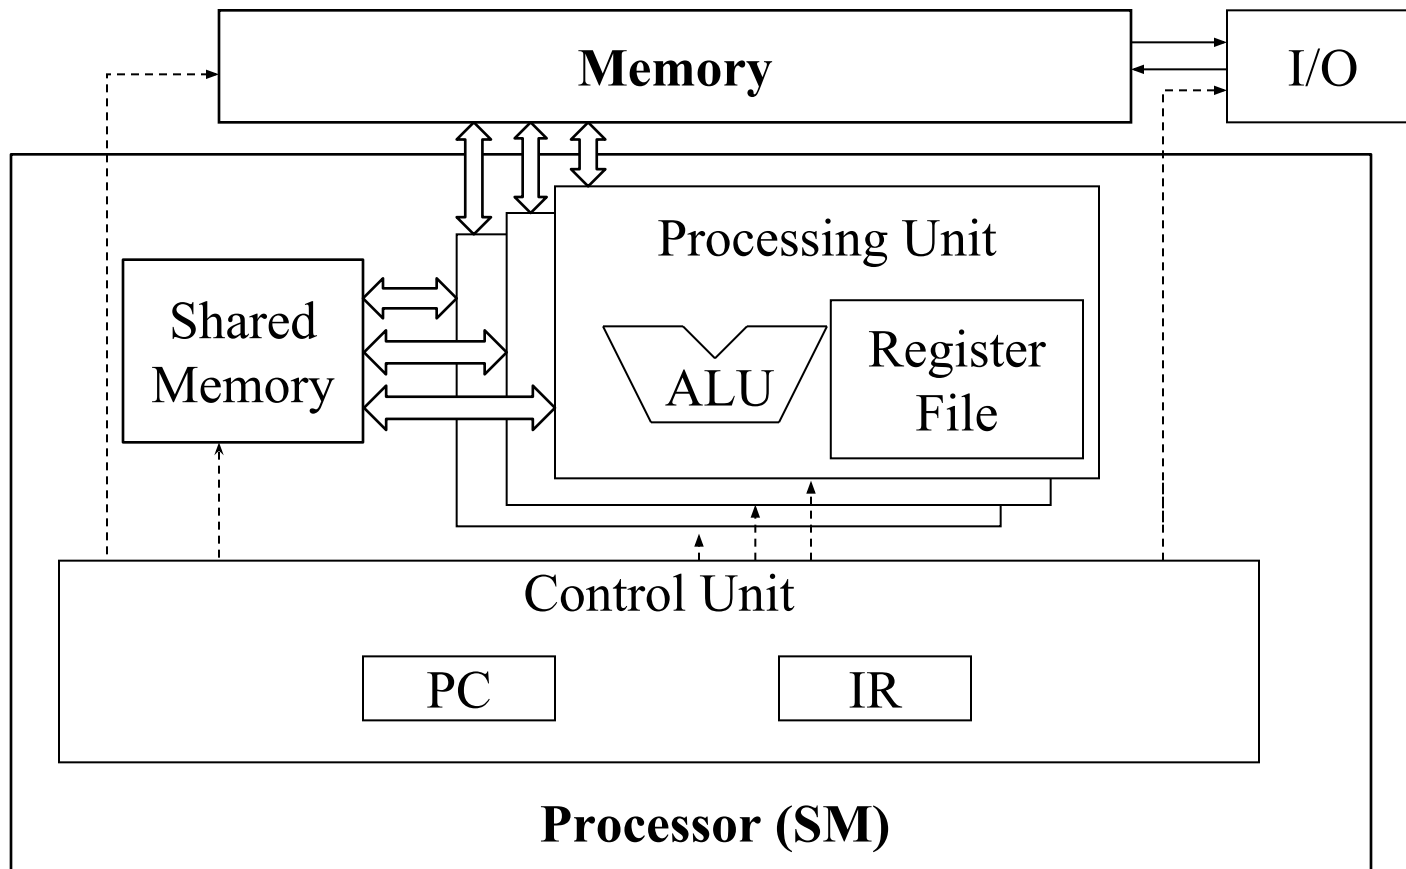 Memory
I/O
Processing Unit
Shared
Memory
ALU
Register
File
Control Unit
PC
IR
Processor (SM)